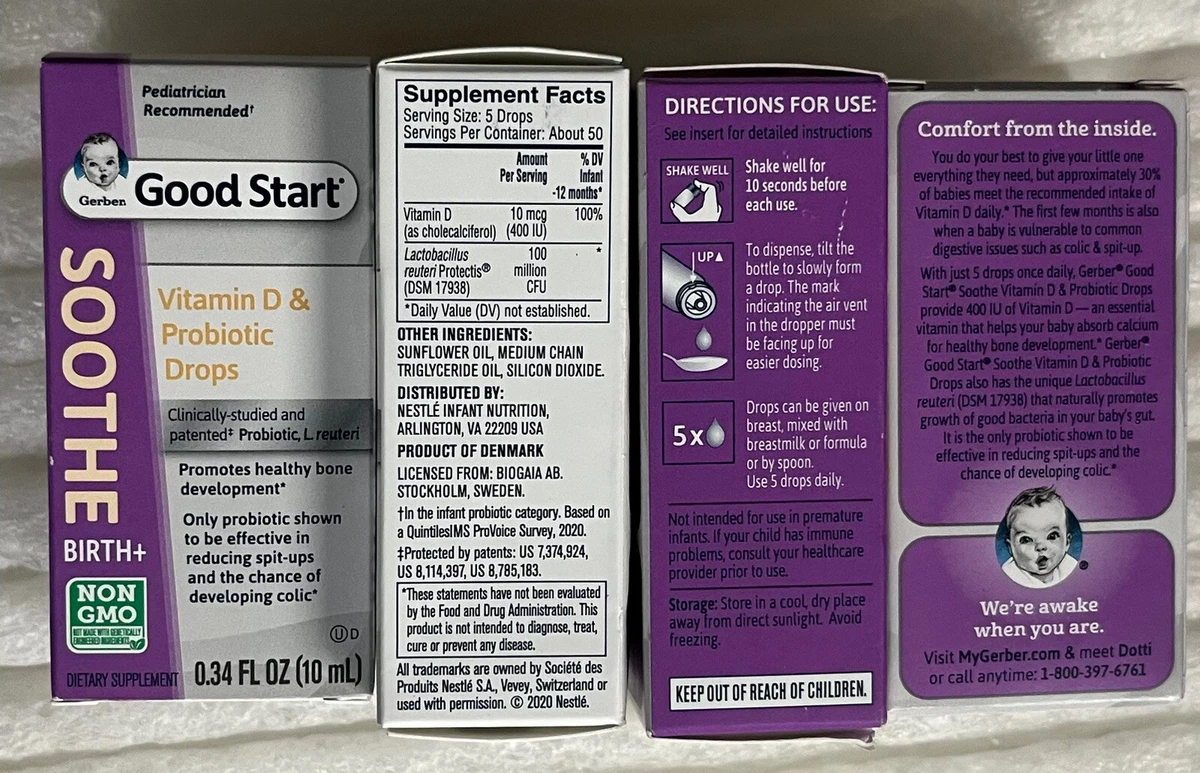 Pediatrician
Recommended†
Gerber
Good Start®
SOOTHE
Vitamin D &
Probiotic
Drops
Clinically-studied and
patented‡ Probiotic, L. reuteri
Promotes healthy bone
development*
Only probiotic shown
to be effective in
reducing spit-ups
and the chance of
developing colic*
BIRTH+
NON
GMO
NOT MADE WITH GENETICALLY
ENGINEERED INGREDIENTS
U D
DIETARY SUPPLEMENT
0.34 FL OZ (10 mL)
Supplement Facts
Serving Size: 5 Drops
Servings Per Container: About 50
Amount % DV
Per Serving Infant
-12 months*
Vitamin D 10 mcg 100%
(as cholecalciferol) (400 IU)
Lactobacillus 100 *
reuteri Protectis® million
(DSM 17938) CFU
*Daily Value (DV) not established.
OTHER INGREDIENTS:
SUNFLOWER OIL, MEDIUM CHAIN
TRIGLYCERIDE OIL, SILICON DIOXIDE.
DISTRIBUTED BY:
NESTLÉ INFANT NUTRITION,
ARLINGTON, VA 22209 USA
PRODUCT OF DENMARK
LICENSED FROM: BIOGAIA AB.
STOCKHOLM, SWEDEN.
†In the infant probiotic category. Based on
a QuintilesIMS ProVoice Survey, 2020.
‡Protected by patents: US 7,374,924,
US 8,114,397, US 8,785,183.
*These statements have not been evaluated
by the Food and Drug Administration. This
product is not intended to diagnose, treat,
cure or prevent any disease.
All trademarks are owned by Société des
Produits Nestlé S.A., Vevey, Switzerland or
used with permission. © 2020 Nestlé.
DIRECTIONS FOR USE:
See insert for detailed instructions
SHAKE WELL
Shake well for
10 seconds before
each use.
UP▲
To dispense, tilt the
bottle to slowly form
a drop. The mark
indicating the air vent
in the dropper must
be facing up for
easier dosing.
5x
Drops can be given on
breast, mixed with
breastmilk or formula
or by spoon.
Use 5 drops daily.
Not intended for use in premature
infants. If your child has immune
problems, consult your healthcare
provider prior to use.
Storage: Store in a cool, dry place
away from direct sunlight. Avoid
freezing.
KEEP OUT OF REACH OF CHILDREN.
Comfort from the inside.
You do your best to give your little one
everything they need, but approximately 30%
of babies meet the recommended intake of
Vitamin D daily.* The first few months is also
when a baby is vulnerable to common
digestive issues such as colic & spit-up.
With just 5 drops once daily, Gerber® Good
Start® Soothe Vitamin D & Probiotic Drops
provide 400 IU of Vitamin D — an essential
vitamin that helps your baby absorb calcium
for healthy bone development.* Gerber®
Good Start® Soothe Vitamin D & Probiotic
Drops also has the unique Lactobacillus
reuteri (DSM 17938) that naturally promotes
growth of good bacteria in your baby's gut.
It is the only probiotic shown to be
effective in reducing spit-ups and the
chance of developing colic.*
®
We're awake
when you are.
Visit MyGerber.com & meet Dotti
or call anytime: 1-800-397-6761